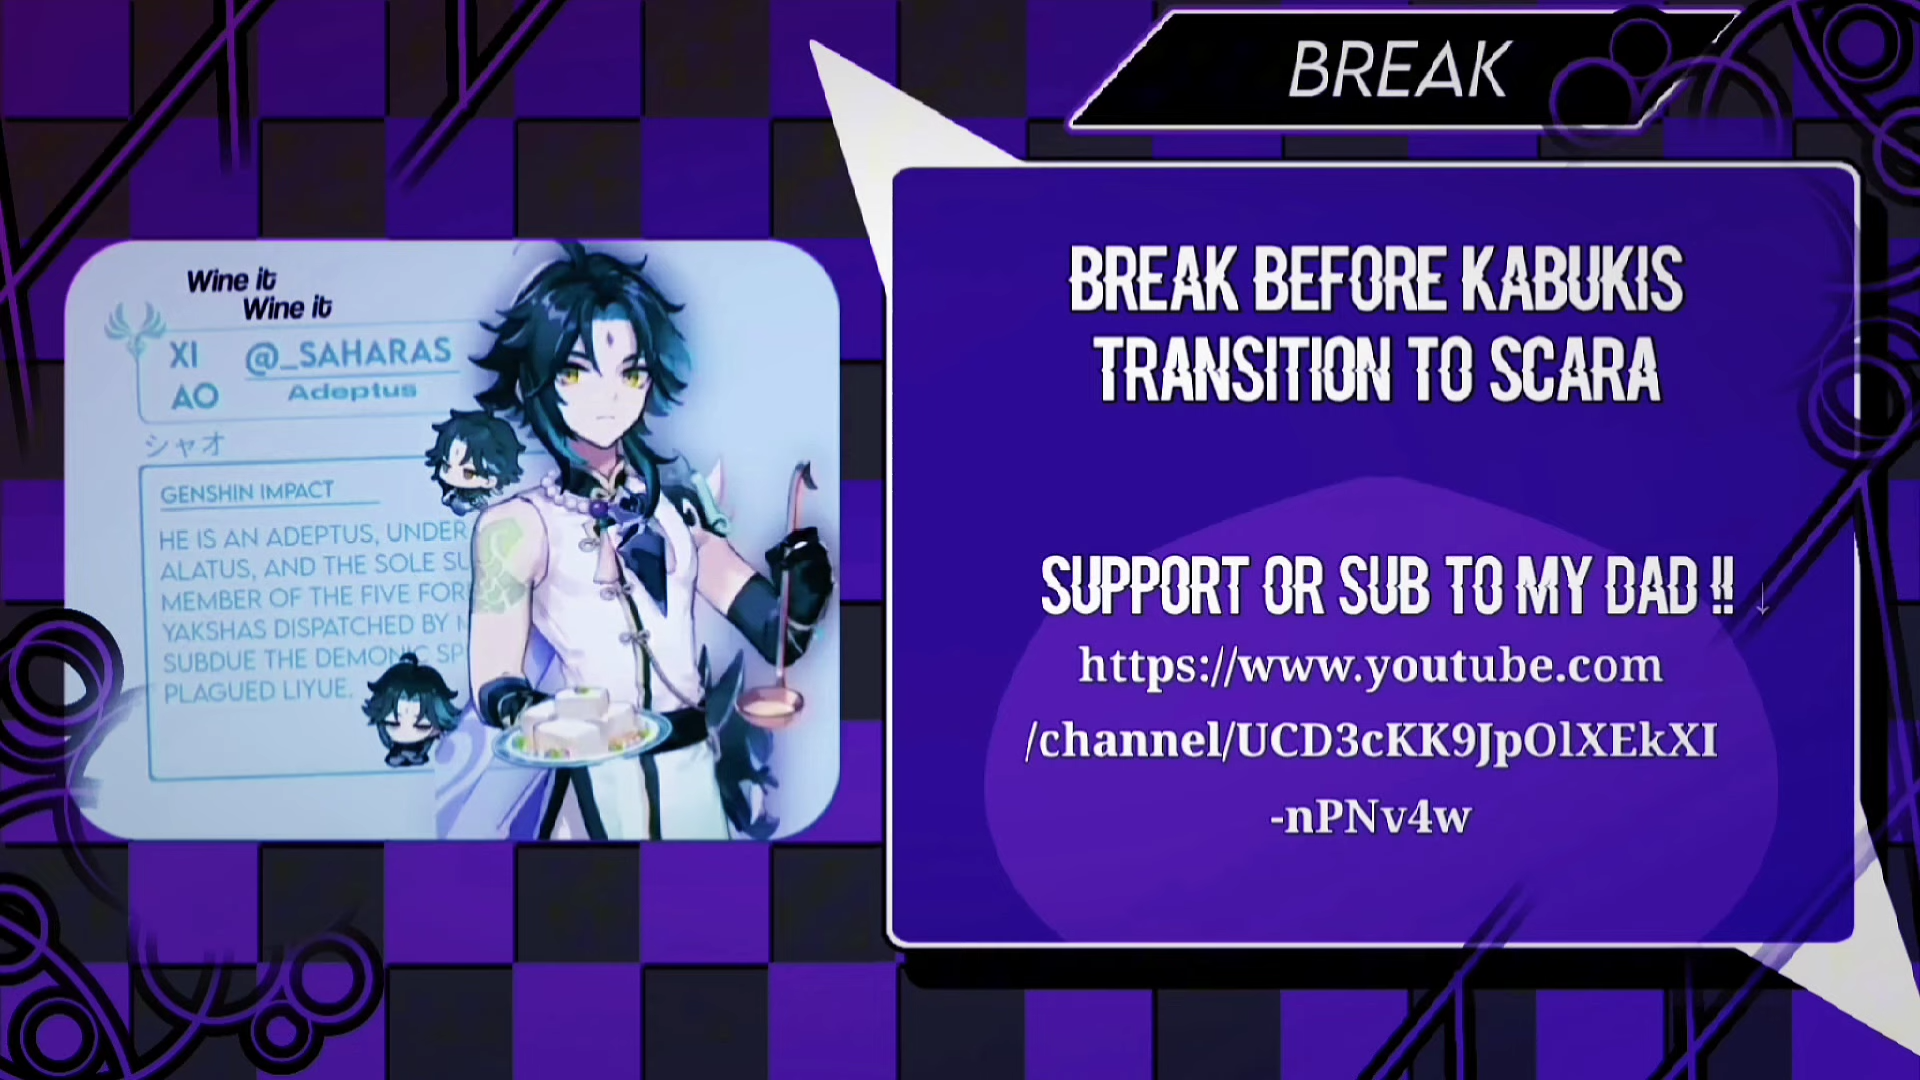 BREAK
Wine it
Wine it
XI
AO
@_SAHARAS
Adeptus
シャオ
GENSHIN IMPACT
HE IS AN ADEPTUS, UNDER
ALATUS, AND THE SOLE SU
MEMBER OF THE FIVE FOR
YAKSHAS DISPATCHED BY
SUBDUE THE DEMONIC SP
PLAGUED LIYUE.
BREAK BEFORE KABUKIS
TRANSITION TO SCARA
SUPPORT OR SUB TO MY DAD !! ↓
https://www.youtube.com
/channel/UCD3cKK9JpOlXEkXI
-nPNv4w